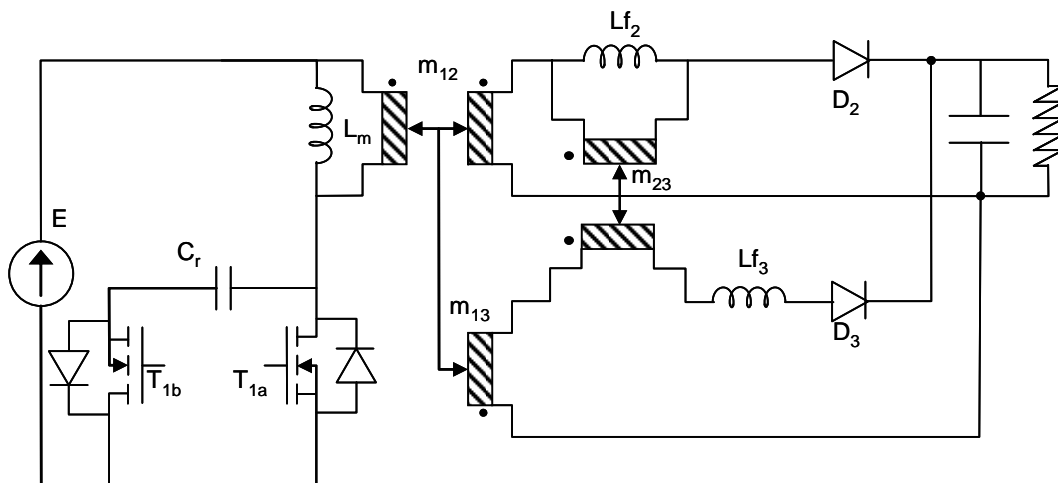 Lf₂
m₁₂
D₂
Lₘ
m₂₃
E
Cᵣ
Lf₃
m₁₃
D₃
T₁b
T₁a